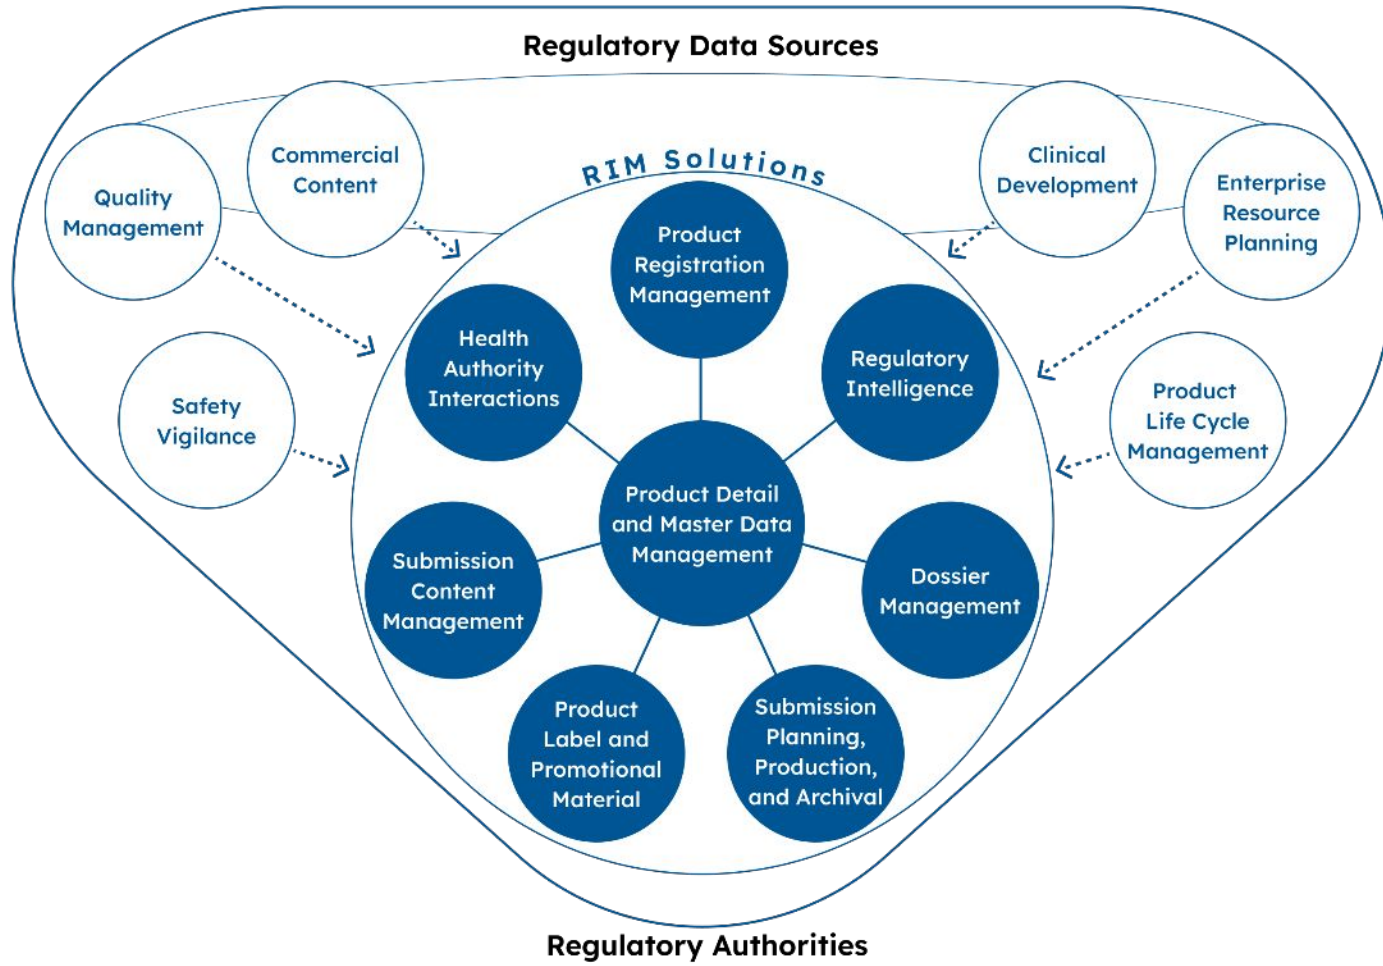 Regulatory Data Sources
Commercial
Content
Clinical
Development
Quality
Management
Enterprise
Resource
Planning
RIM Solutions
Product
Registration
Management
Health
Authority
Interactions
Regulatory
Intelligence
Safety
Vigilance
Product
Life Cycle
Management
Product Detail
and Master Data
Management
Submission
Content
Management
Dossier
Management
Product
Label and
Promotional
Material
Submission
Planning,
Production,
and Archival
Regulatory Authorities